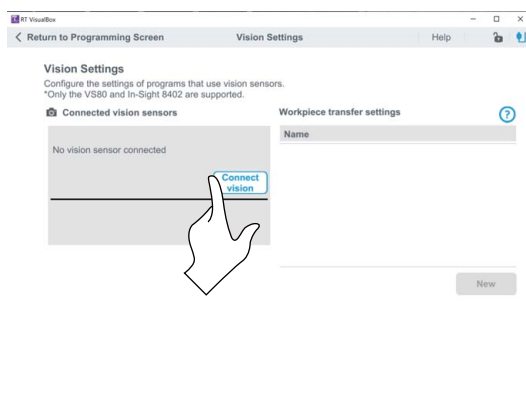 RT VisualBox
Return to Programming Screen
Vision Settings
Help
Vision Settings
Configure the settings of programs that use vision sensors.
*Only the VS80 and In-Sight 8402 are supported.
Connected vision sensors
Workpiece transfer settings
?
Name
No vision sensor connected
Connect
vision
New